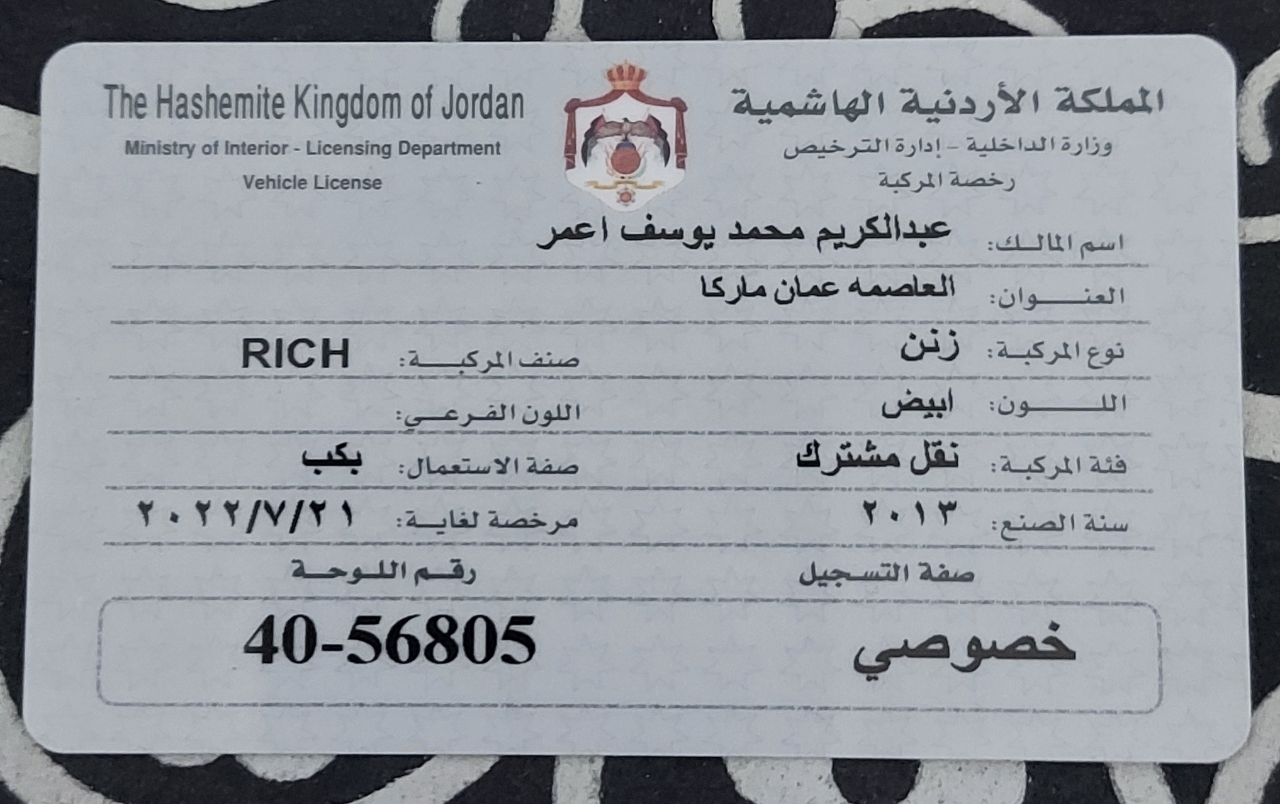 The Hashemite Kingdom of Jordan
Ministry of Interior - Licensing Department
Vehicle License
المملكة الأردنية الهاشمية
وزارة الداخلية - إدارة الترخيص
رخصة المركبة
اسم المالك: عبدالكريم محمد يوسف اعمر
العنوان: العاصمه عمان ماركا
نوع المركبة: زنن صنف المركبة: RICH
اللون: ابيض اللون الفرعي:
فئة المركبة: نقل مشترك صفة الاستعمال: بكب
سنة الصنع: ٢٠١٣ مرخصة لغاية: ٢٠٢٢/٧/٢١
صفة التسجيل رقم اللوحة
خصوصي 40-56805